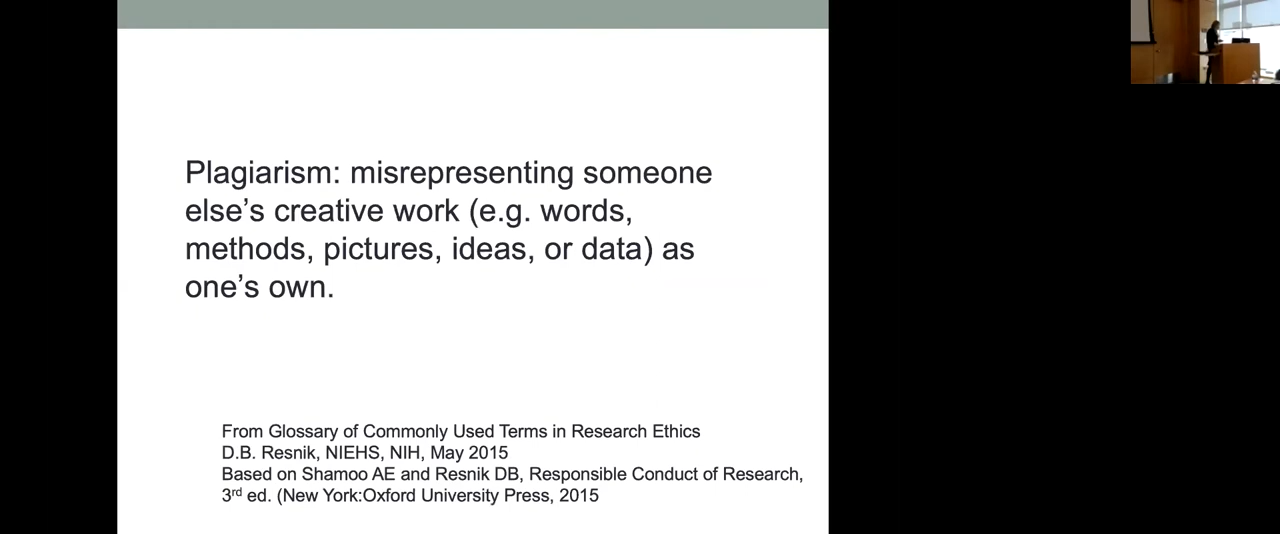 Plagiarism: misrepresenting someone
else’s creative work (e.g. words,
methods, pictures, ideas, or data) as
one’s own.
From Glossary of Commonly Used Terms in Research Ethics
D.B. Resnik, NIEHS, NIH, May 2015
Based on Shamoo AE and Resnik DB, Responsible Conduct of Research,
3rd ed. (New York:Oxford University Press, 2015